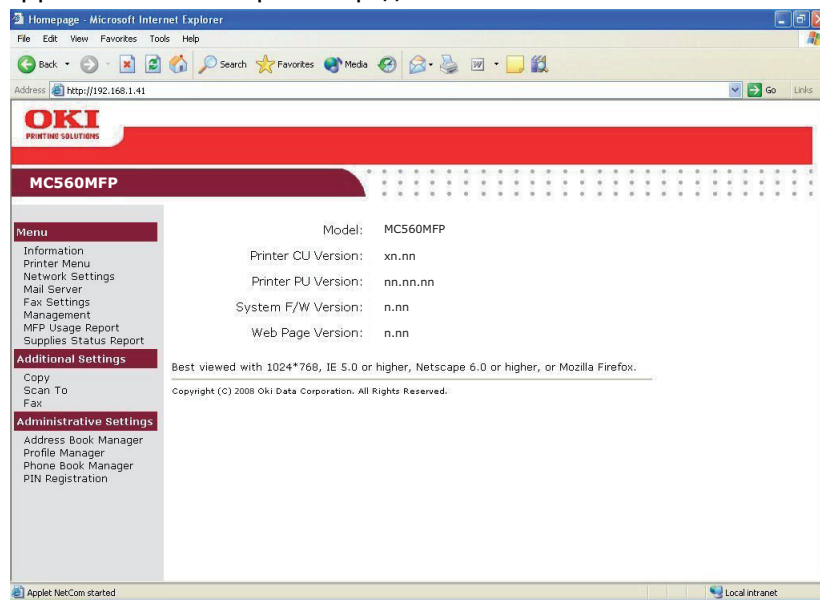 Homepage - Microsoft Internet Explorer
File Edit View Favorites Tools Help
Back Search Favorites Media
Address http://192.168.1.41 Go Links
OKI
PRINTING SOLUTIONS
MC560MFP
Menu
Information
Printer Menu
Network Settings
Mail Server
Fax Settings
Management
MFP Usage Report
Supplies Status Report
Additional Settings
Copy
Scan To
Fax
Administrative Settings
Address Book Manager
Profile Manager
Phone Book Manager
PIN Registration
Model: MC560MFP
Printer CU Version: xn.nn
Printer PU Version: nn.nn.nn
System F/W Version: n.nn
Web Page Version: n.nn
Best viewed with 1024*768, IE 5.0 or higher, Netscape 6.0 or higher, or Mozilla Firefox.
Copyright (C) 2008 Oki Data Corporation. All Rights Reserved.
Applet NetCom started Local intranet